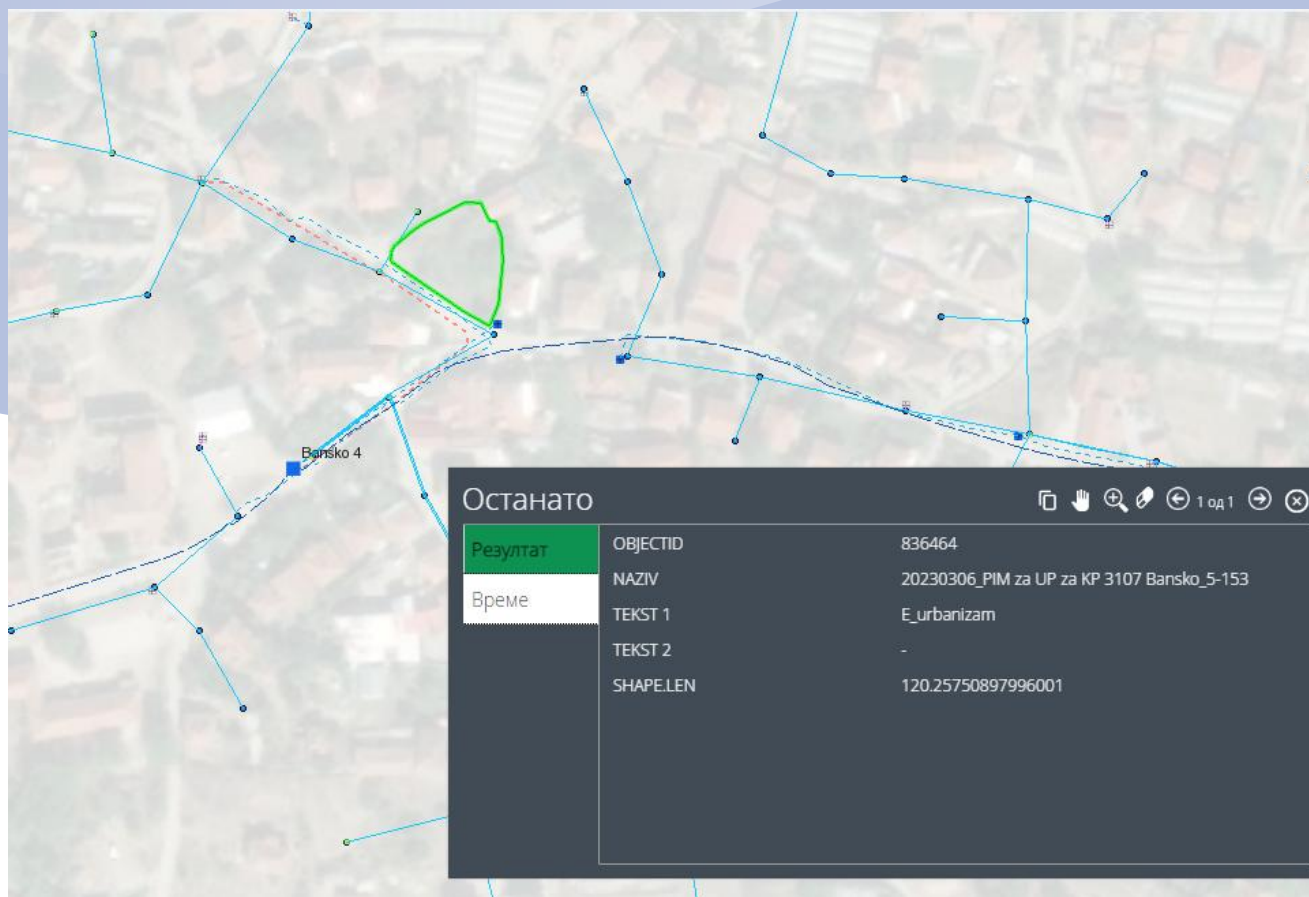 Bansko 4
Останато
1 од 1
Резултат
Време
OBJECTID 836464
NAZIV 20230306_PIM za UP za KP 3107 Bansko_5-153
TEKST 1 E_urbanizam
TEKST 2 -
SHAPE.LEN 120.25750897996001